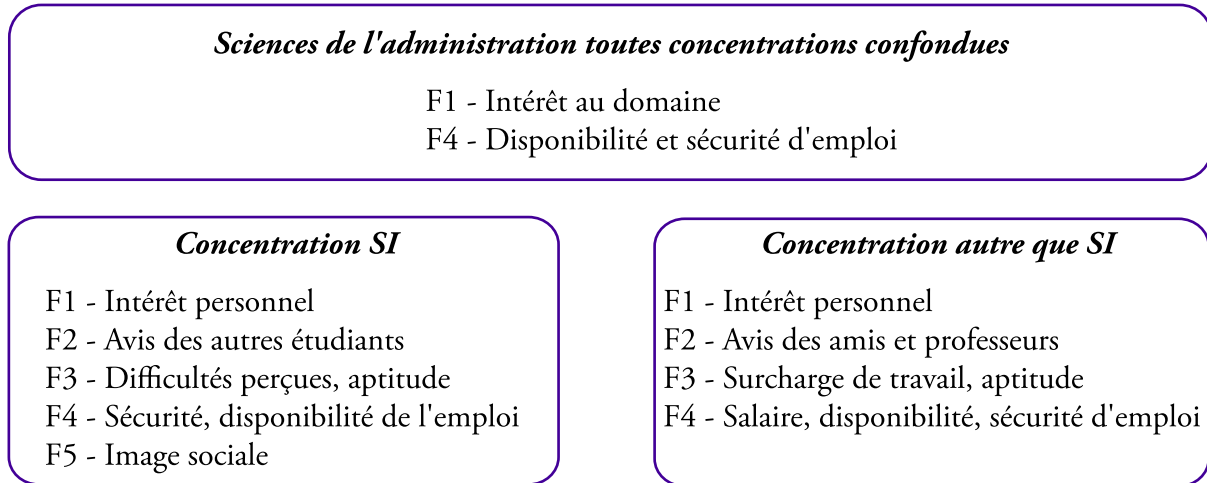 Sciences de l'administration toutes concentrations confondues
F1 - Intérêt au domaine
F4 - Disponibilité et sécurité d'emploi
Concentration SI
F1 - Intérêt personnel
F2 - Avis des autres étudiants
F3 - Difficultés perçues, aptitude
F4 - Sécurité, disponibilité de l'emploi
F5 - Image sociale
Concentration autre que SI
F1 - Intérêt personnel
F2 - Avis des amis et professeurs
F3 - Surcharge de travail, aptitude
F4 - Salaire, disponibilité, sécurité d'emploi